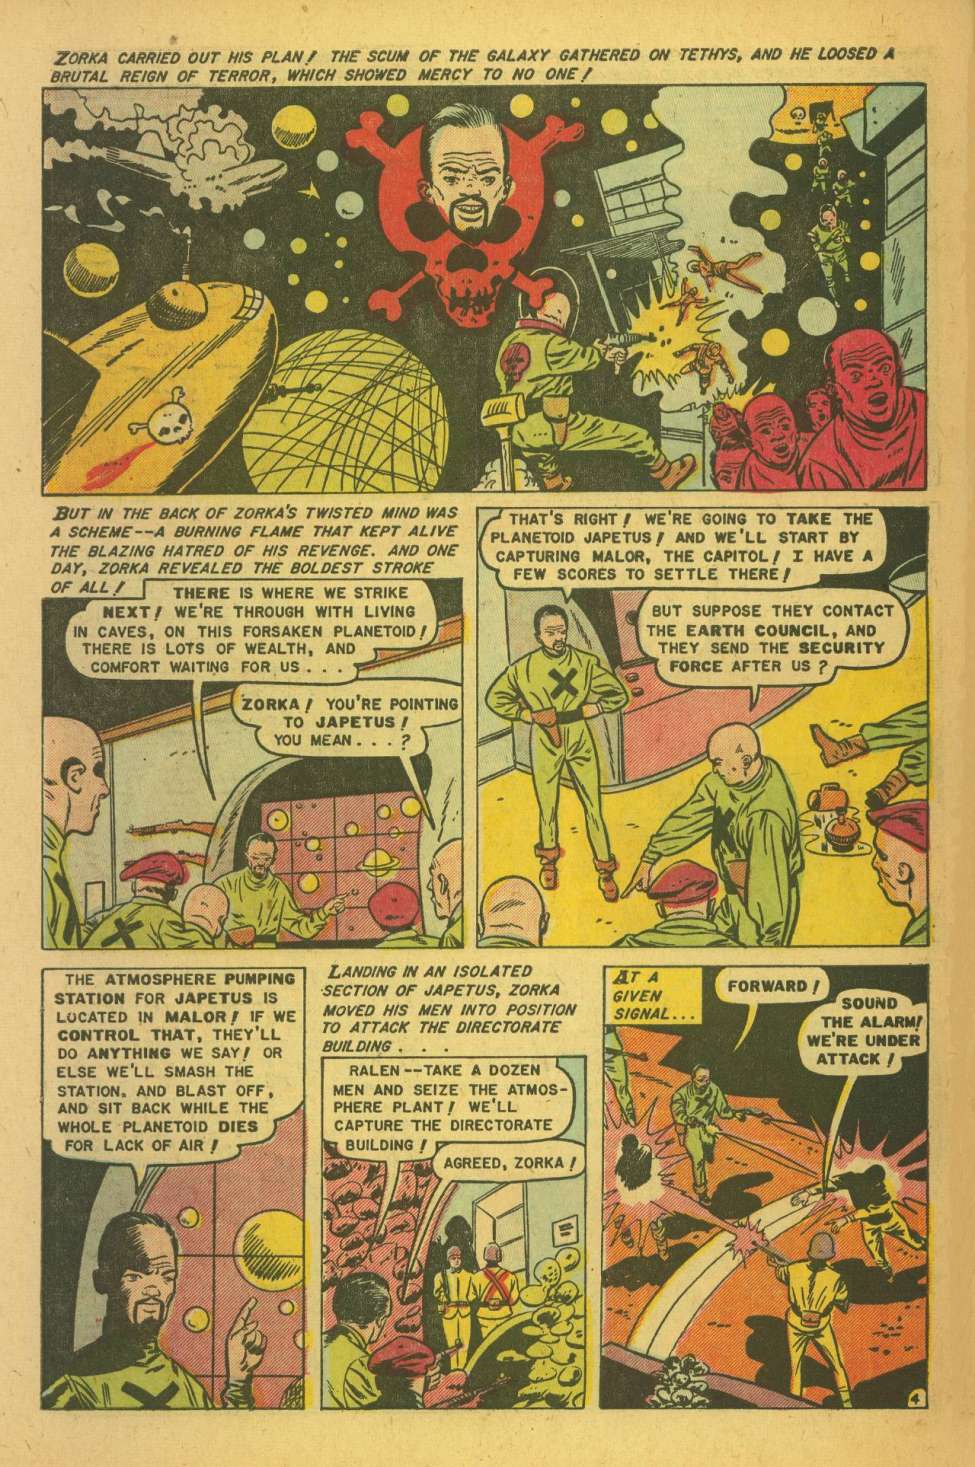 ZORKA CARRIED OUT HIS PLAN! THE SCUM OF THE GALAXY GATHERED ON TETHYS, AND HE LOOSED A
BRUTAL REIGN OF TERROR, WHICH SHOWED MERCY TO NO ONE!
BUT IN THE BACK OF ZORKA'S TWISTED MIND WAS
A SCHEME--A BURNING FLAME THAT KEPT ALIVE
THE BLAZING HATRED OF HIS REVENGE. AND ONE
DAY, ZORKA REVEALED THE BOLDEST STROKE
OF ALL!
THERE IS WHERE WE STRIKE
NEXT! WE'RE THROUGH WITH LIVING
IN CAVES, ON THIS FORSAKEN PLANETOID!
THERE IS LOTS OF WEALTH, AND
COMFORT WAITING FOR US...
ZORKA! YOU'RE POINTING
TO JAPETUS!
YOU MEAN...?
THAT'S RIGHT! WE'RE GOING TO TAKE THE
PLANETOID JAPETUS! AND WE'LL START BY
CAPTURING MALOR, THE CAPITOL! I HAVE A
FEW SCORES TO SETTLE THERE!
BUT SUPPOSE THEY CONTACT
THE EARTH COUNCIL, AND
THEY SEND THE SECURITY
FORCE AFTER US?
THE ATMOSPHERE PUMPING
STATION FOR JAPETUS IS
LOCATED IN MALOR! IF WE
CONTROL THAT, THEY'LL
DO ANYTHING WE SAY! OR
ELSE WE'LL SMASH THE
STATION. AND BLAST OFF,
AND SIT BACK WHILE THE
WHOLE PLANETOID DIES
FOR LACK OF AIR!
LANDING IN AN ISOLATED
SECTION OF JAPETUS, ZORKA
MOVED HIS MEN INTO POSITION
TO ATTACK THE DIRECTORATE
BUILDING...
RALEN--TAKE A DOZEN
MEN AND SEIZE THE ATMOS-
PHERE PLANT! WE'LL
CAPTURE THE DIRECTORATE
BUILDING!
AGREED, ZORKA!
AT A
GIVEN
SIGNAL...
FORWARD!
SOUND
THE ALARM!
WE'RE UNDER
ATTACK!
4